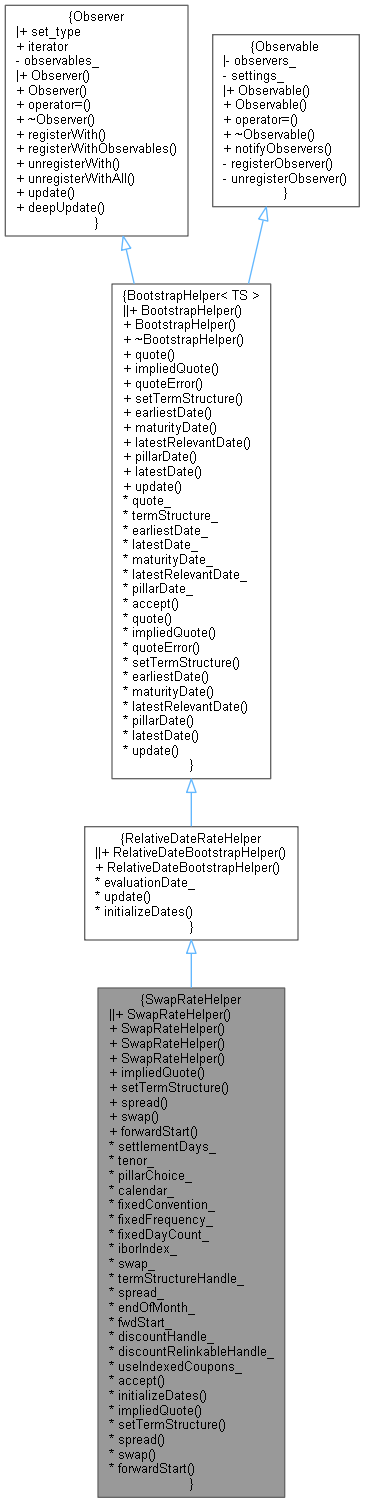 {Observer
|+ set_type
+ iterator
- observables_
|+ Observer()
+ Observer()
+ operator=()
+ ~Observer()
+ registerWith()
+ registerWithObservables()
+ unregisterWith()
+ unregisterWithAll()
+ update()
+ deepUpdate()
}
{Observable
|- observers_
- settings_
|+ Observable()
+ Observable()
+ operator=()
+ ~Observable()
+ notifyObservers()
- registerObserver()
- unregisterObserver()
}
{BootstrapHelper< TS >
||+ BootstrapHelper()
+ BootstrapHelper()
+ ~BootstrapHelper()
+ quote()
+ impliedQuote()
+ quoteError()
+ setTermStructure()
+ earliestDate()
+ maturityDate()
+ latestRelevantDate()
+ pillarDate()
+ latestDate()
+ update()
* quote_
* termStructure_
* earliestDate_
* latestDate_
* maturityDate_
* latestRelevantDate_
* pillarDate_
* accept()
* quote()
* impliedQuote()
* quoteError()
* setTermStructure()
* earliestDate()
* maturityDate()
* latestRelevantDate()
* pillarDate()
* latestDate()
* update()
}
{RelativeDateRateHelper
||+ RelativeDateBootstrapHelper()
+ RelativeDateBootstrapHelper()
* evaluationDate_
* update()
* initializeDates()
}
{SwapRateHelper
||+ SwapRateHelper()
+ SwapRateHelper()
+ SwapRateHelper()
+ SwapRateHelper()
+ impliedQuote()
+ setTermStructure()
+ spread()
+ swap()
+ forwardStart()
* settlementDays_
* tenor_
* pillarChoice_
* calendar_
* fixedConvention_
* fixedFrequency_
* fixedDayCount_
* iborIndex_
* swap_
* termStructureHandle_
* spread_
* endOfMonth_
* fwdStart_
* discountHandle_
* discountRelinkableHandle_
* useIndexedCoupons_
* accept()
* initializeDates()
* impliedQuote()
* setTermStructure()
* spread()
* swap()
* forwardStart()
}